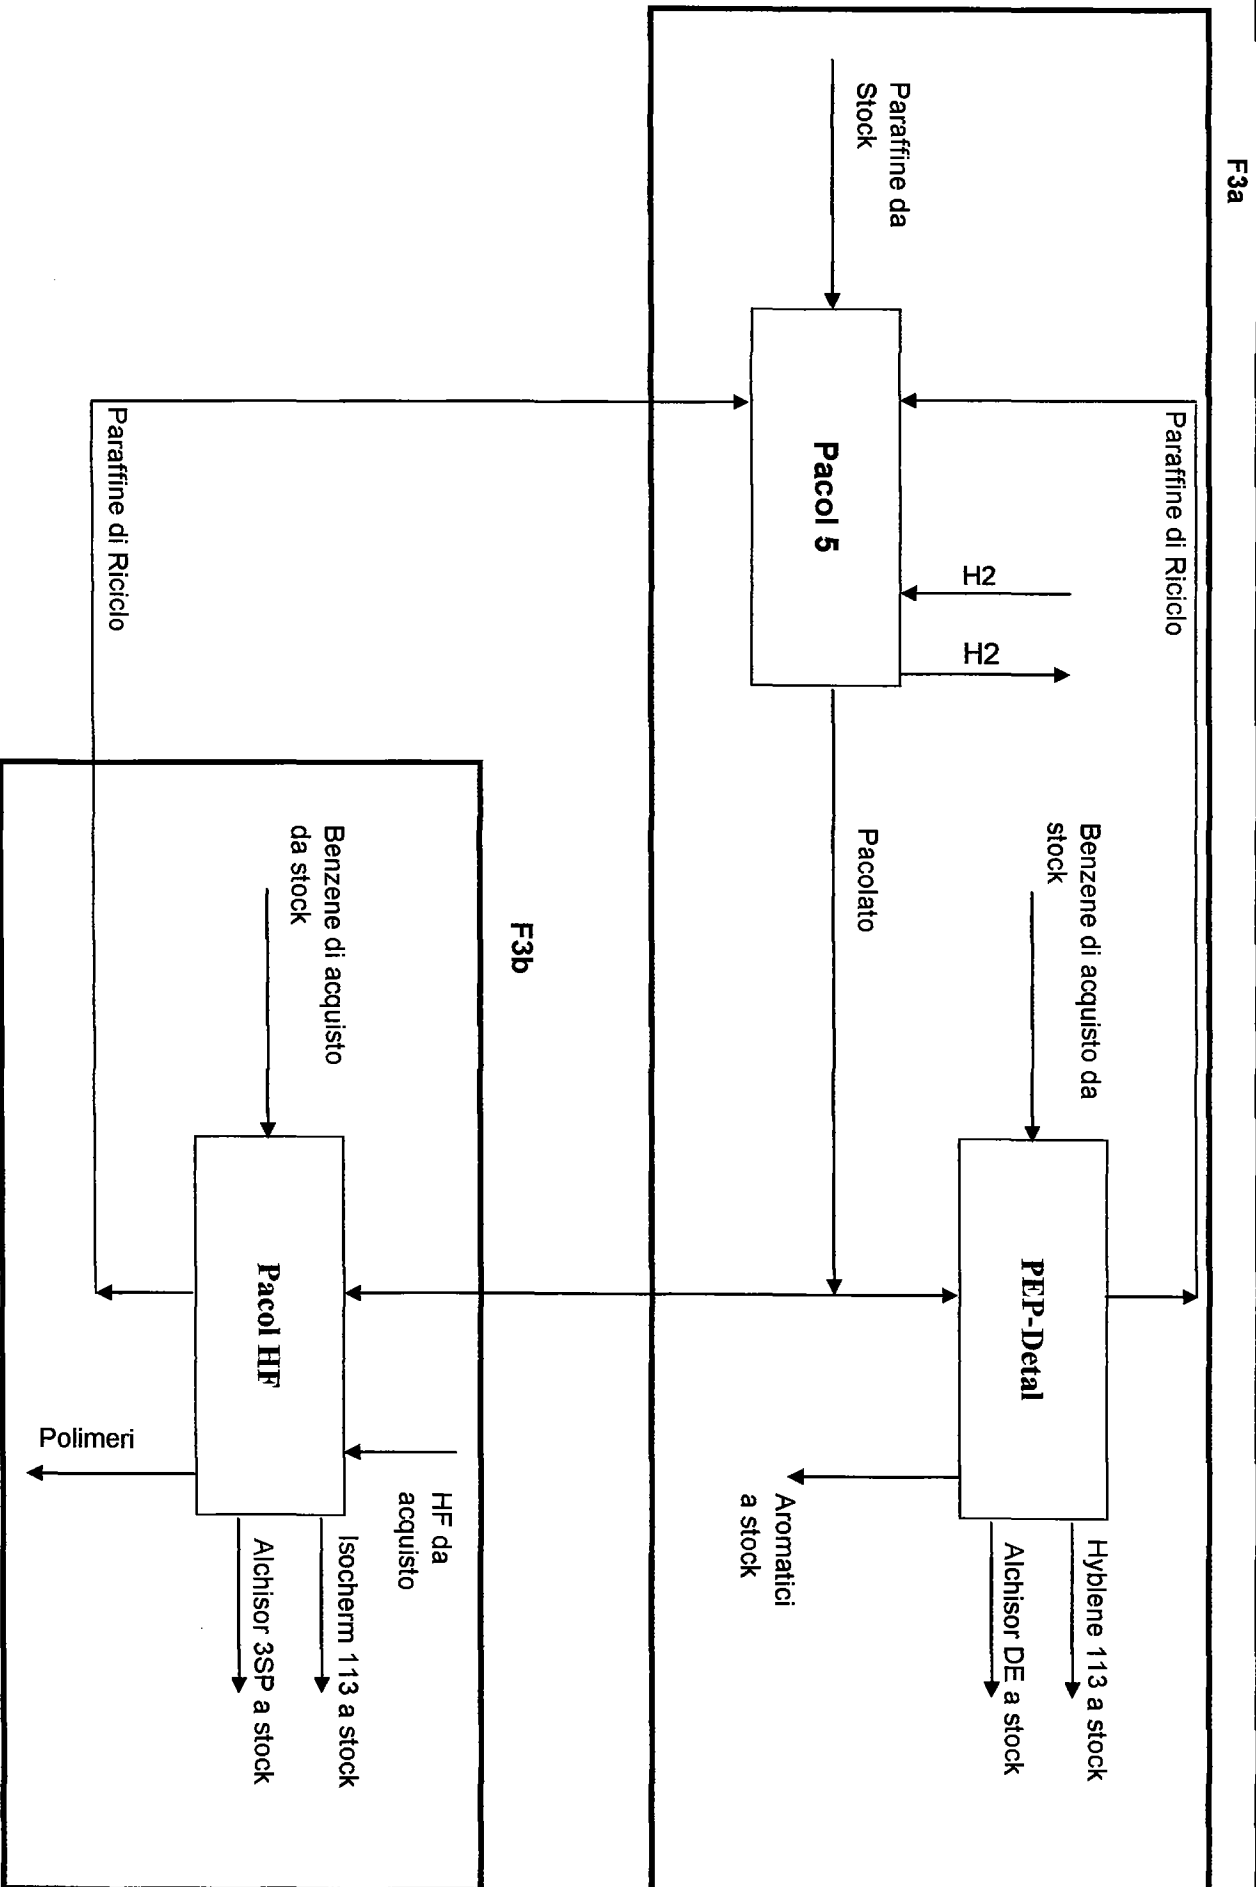 F3a
Paraffine di Riciclo
Paraffine da
Stock
Pacol 5
H2
H2
Pacolato
Benzene di acquisto da
stock
PEP-Detal
Hyblene 113 a stock
Alchisor DE a stock
Aromatici
a stock
F3b
Benzene di acquisto
da stock
Pacol HF
HF da
acquisto
Isocherm 113 a stock
Alchisor 3SP a stock
Polimeri
Paraffine di Riciclo